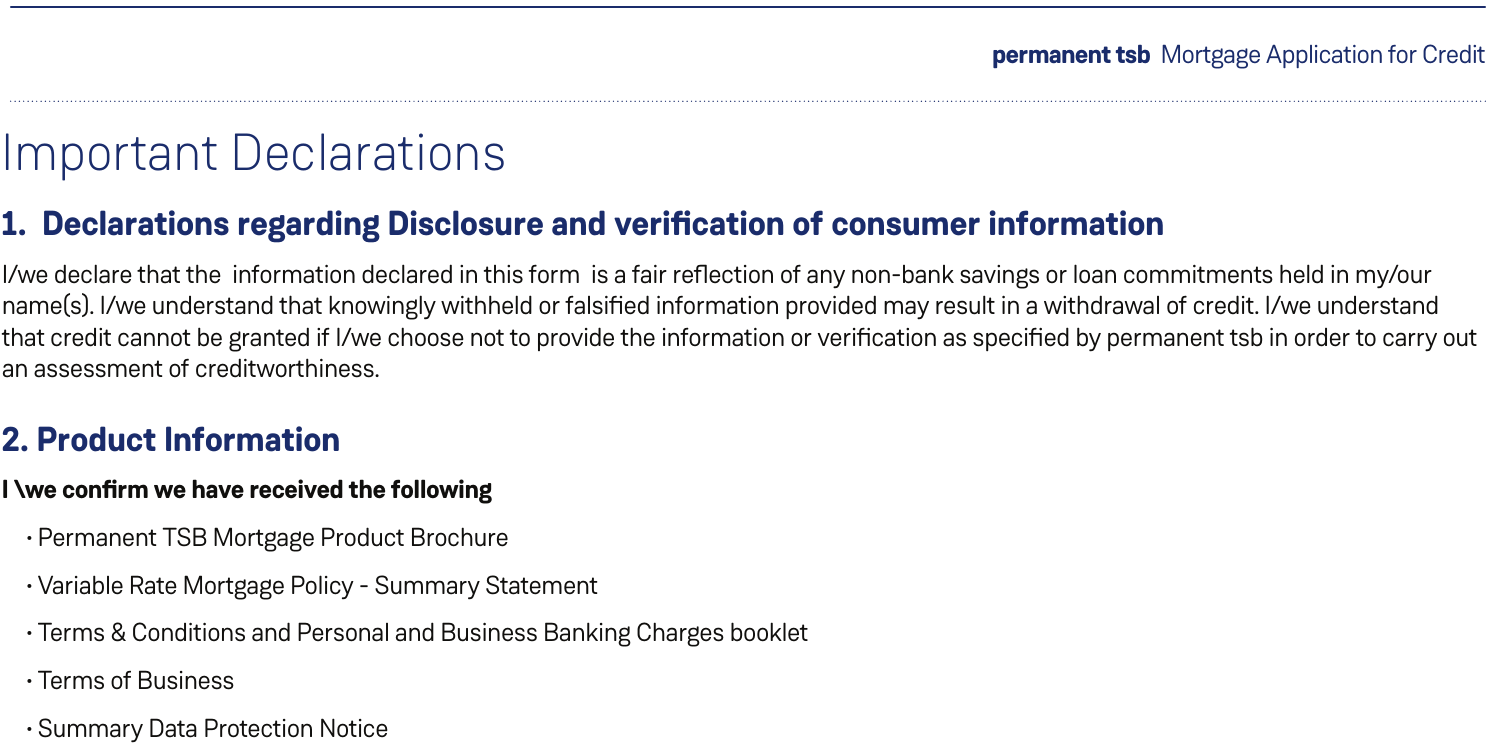 permanent tsb Mortgage Application for Credit
Important Declarations
1. Declarations regarding Disclosure and verification of consumer information
I/we declare that the information declared in this form is a fair reflection of any non-bank savings or loan commitments held in my/our
name(s). I/we understand that knowingly withheld or falsified information provided may result in a withdrawal of credit. I/we understand
that credit cannot be granted if I/we choose not to provide the information or verification as specified by permanent tsb in order to carry out
an assessment of creditworthiness.
2. Product Information
I \we confirm we have received the following
• Permanent TSB Mortgage Product Brochure
• Variable Rate Mortgage Policy - Summary Statement
• Terms & Conditions and Personal and Business Banking Charges booklet
• Terms of Business
• Summary Data Protection Notice